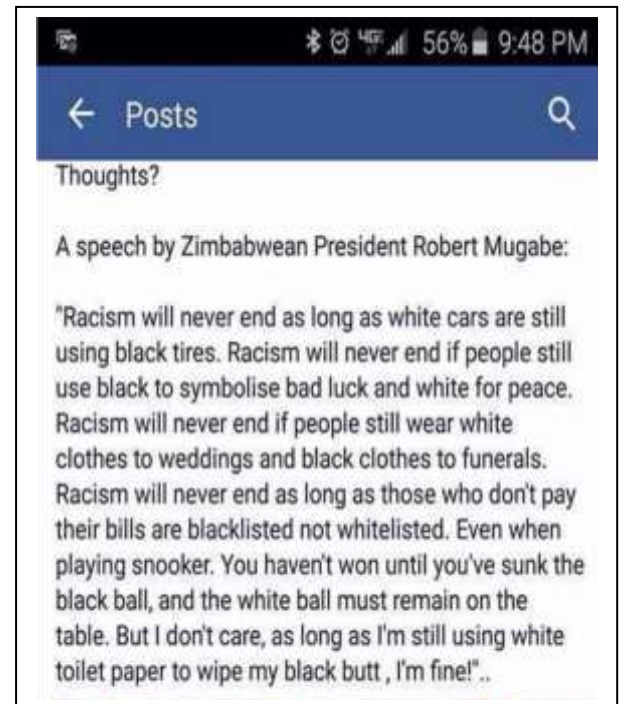 56% 9:48 PM
← Posts
Thoughts?
A speech by Zimbabwean President Robert Mugabe:
"Racism will never end as long as white cars are still
using black tires. Racism will never end if people still
use black to symbolise bad luck and white for peace.
Racism will never end if people still wear white
clothes to weddings and black clothes to funerals.
Racism will never end as long as those who don't pay
their bills are blacklisted not whitelisted. Even when
playing snooker. You haven't won until you've sunk the
black ball, and the white ball must remain on the
table. But I don't care, as long as I'm still using white
toilet paper to wipe my black butt , I'm fine!"..